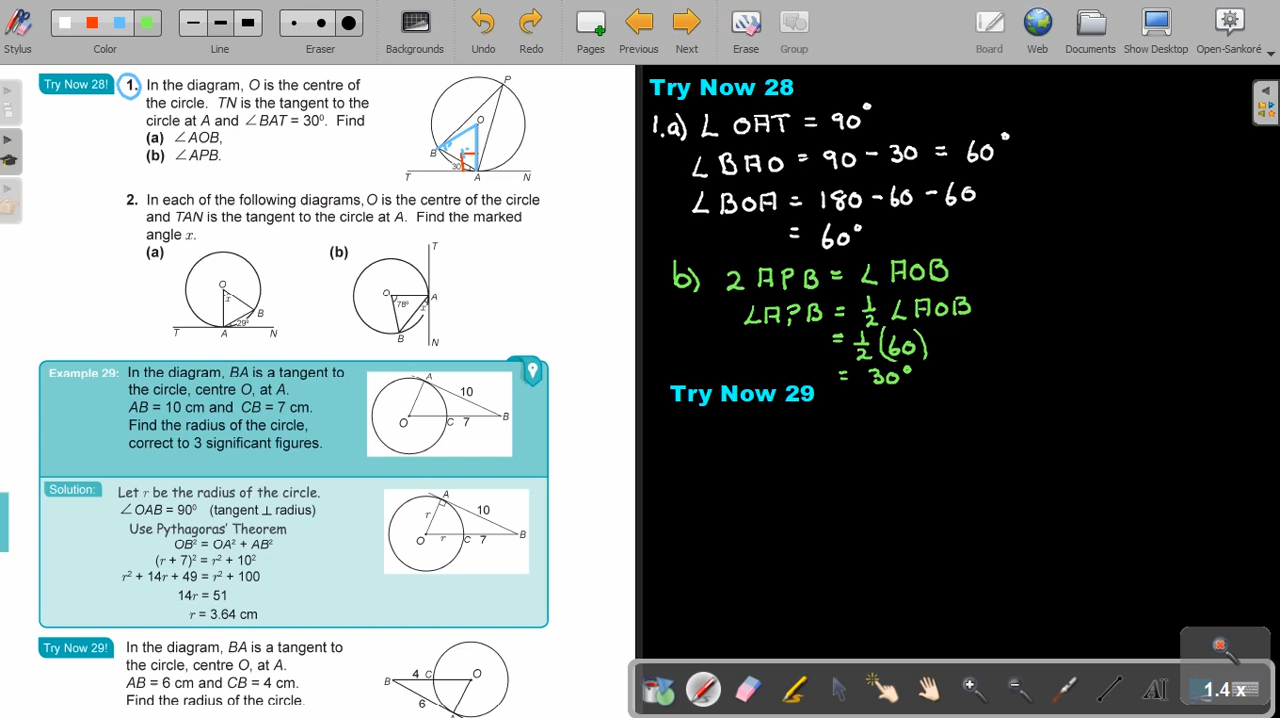 Stylus
Color
Line
Eraser
Backgrounds
Undo
Redo
Pages
Previous
Next
Erase
Group
Board
Web
Documents
Show Desktop
Open-Sankoré
Try Now 28!
1. In the diagram, O is the centre of
the circle. TN is the tangent to the
circle at A and ∠BAT = 30⁰. Find
(a) ∠AOB,
(b) ∠APB.
P
O
B
30
T
A
N
2. In each of the following diagrams, O is the centre of the circle
and TAN is the tangent to the circle at A. Find the marked
angle x.
(a)
O
x
B
29⁰
T
A
N
(b)
T
O
A
78⁰
x
B
N
Example 29:
In the diagram, BA is a tangent to
the circle, centre O, at A.
AB = 10 cm and CB = 7 cm.
Find the radius of the circle,
correct to 3 significant figures.
A
10
O
C
7
B
Solution:
Let r be the radius of the circle.
∠OAB = 90⁰ (tangent ⊥ radius)
Use Pythagoras' Theorem
OB² = OA² + AB²
(r + 7)² = r² + 10²
r² + 14r + 49 = r² + 100
14r = 51
r = 3.64 cm
A
r
10
O
r
C
7
B
Try Now 29!
In the diagram, BA is a tangent to
the circle, centre O, at A.
AB = 6 cm and CB = 4 cm.
Find the radius of the circle.
B
4
C
O
6
A
Try Now 28
1.a) ∠OAT = 90°
∠BAO = 90 - 30 = 60°
∠BOA = 180 - 60 - 60
= 60°
b) 2 APB = ∠AOB
∠APB = ½ ∠AOB
= ½ (60)
= 30°
Try Now 29
1.4 x